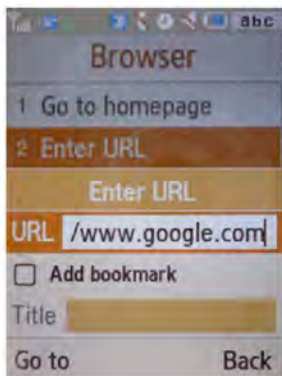 abc
Browser
1 Go to homepage
2 Enter URL
Enter URL
URL /www.google.com
Add bookmark
Title
Go to Back